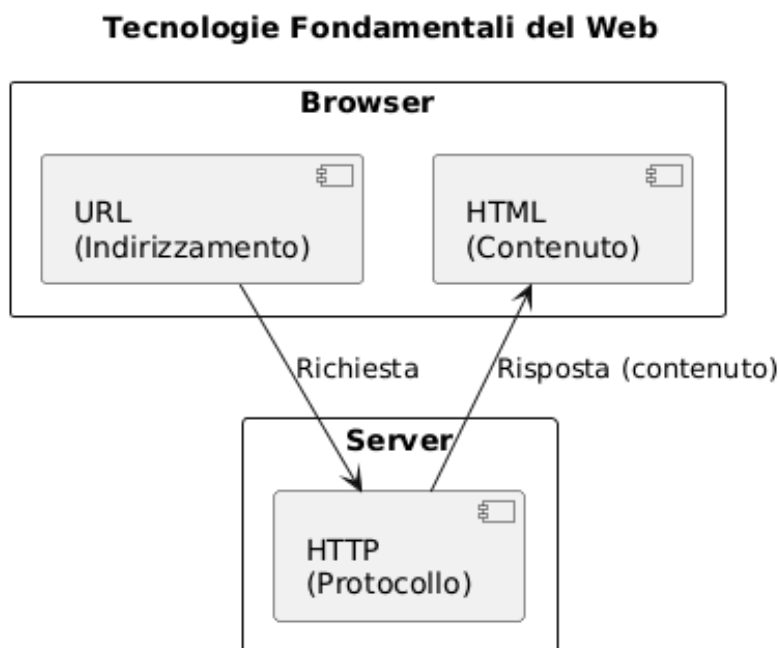 Tecnologie Fondamentali del Web
Browser
URL
(Indirizzamento)
HTML
(Contenuto)
Richiesta
Risposta (contenuto)
Server
HTTP
(Protocollo)